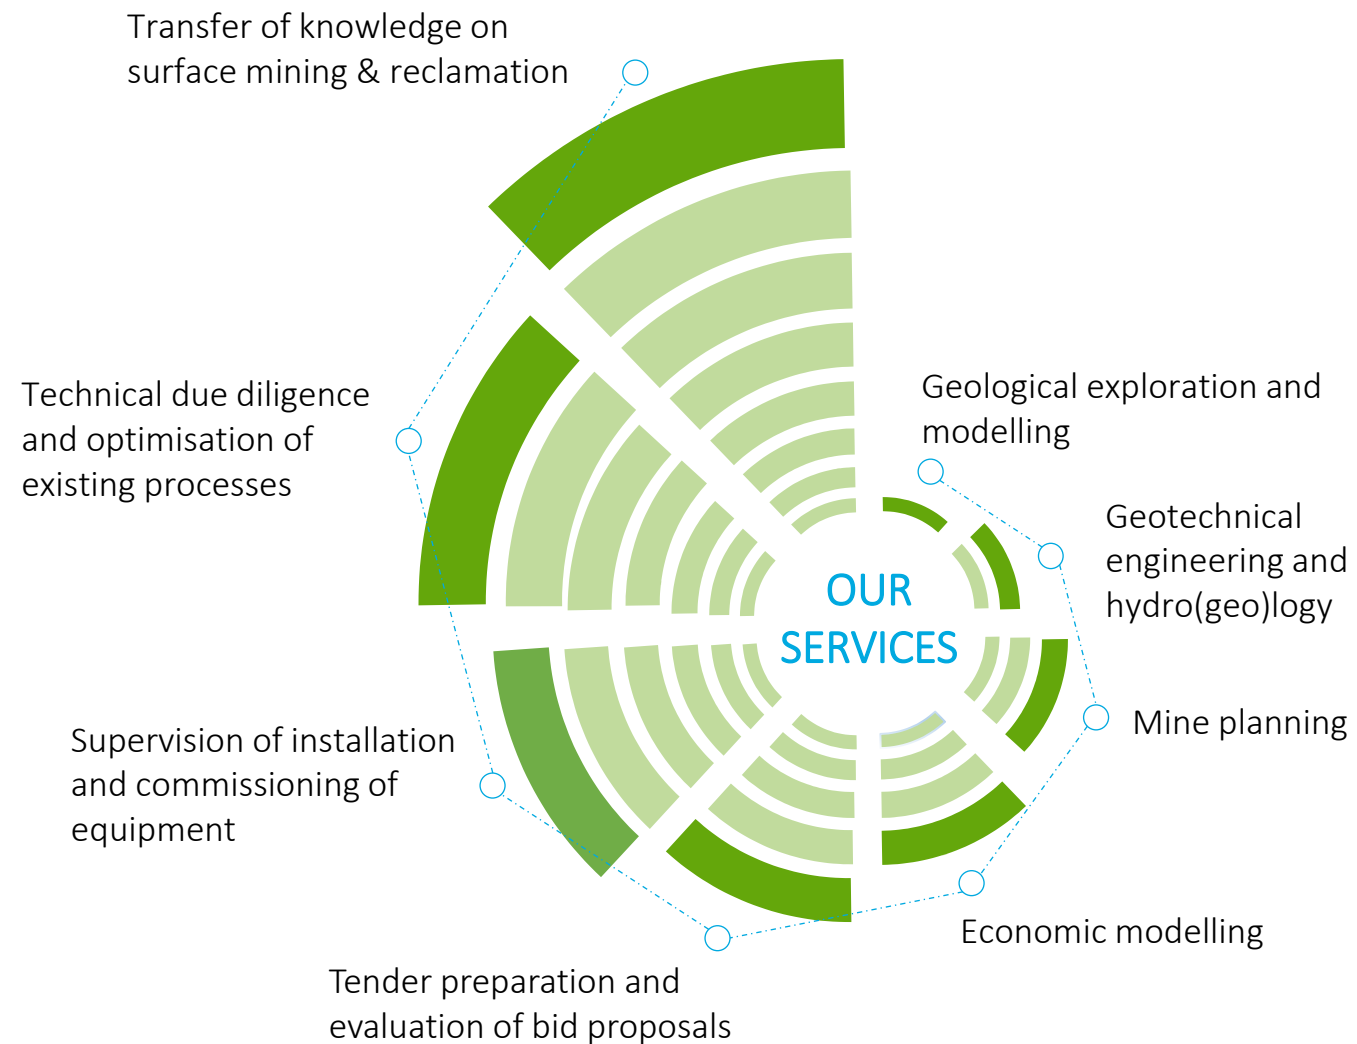 Transfer of knowledge on
surface mining & reclamation
Technical due diligence
and optimisation of
existing processes
Supervision of installation
and commissioning of
equipment
Tender preparation and
evaluation of bid proposals
OUR
SERVICES
Geological exploration and
modelling
Geotechnical
engineering and
hydro(geo)logy
Mine planning
Economic modelling